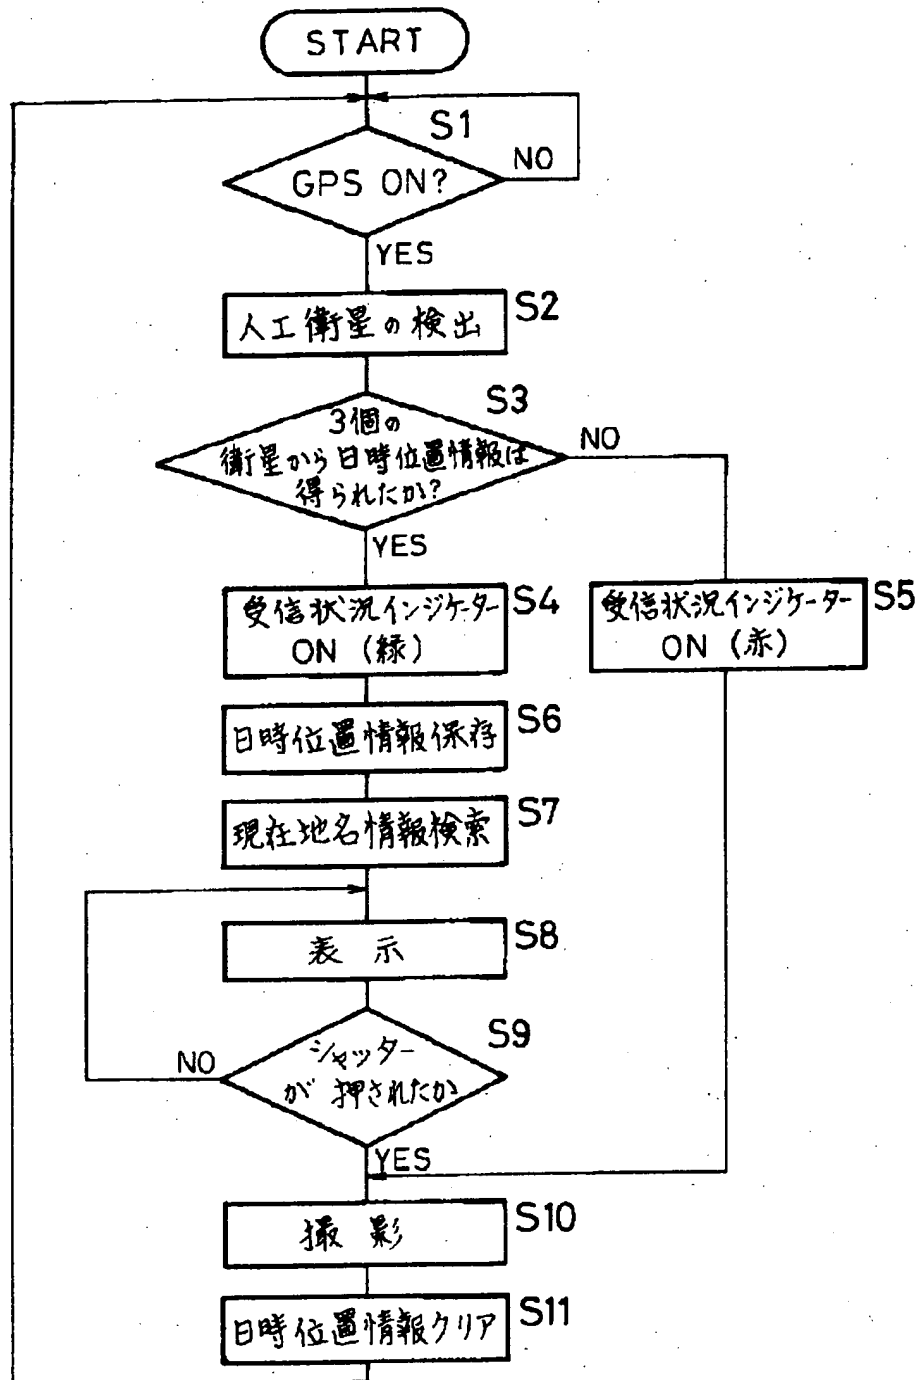 START
S1
GPS ON?
NO
YES
S2
人工衛星の検出
S3
3個の
衛星から日時位置情報は
得られたか?
NO
YES
S4
受信状況インジケーター
ON (緑)
S5
受信状況インジケーター
ON (赤)
S6
日時位置情報保存
S7
現在地名情報検索
S8
表示
S9
シャッター
が押されたか
NO
YES
S10
撮影
S11
日時位置情報クリア